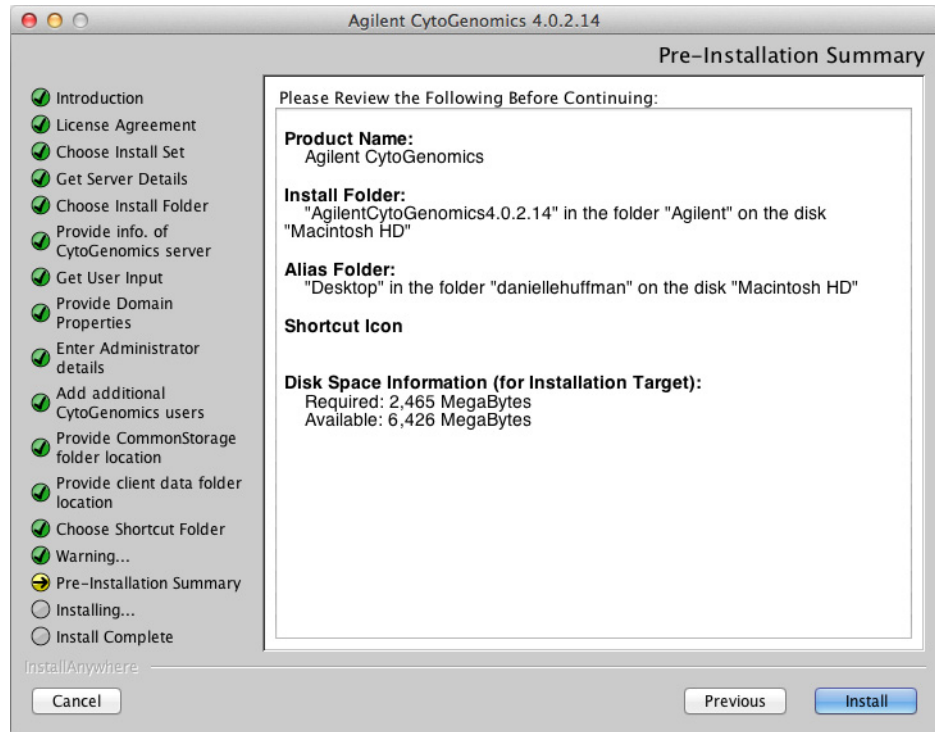 Agilent CytoGenomics 4.0.2.14
Pre-Installation Summary
Introduction
License Agreement
Choose Install Set
Get Server Details
Choose Install Folder
Provide info. of
CytoGenomics server
Get User Input
Provide Domain
Properties
Enter Administrator
details
Add additional
CytoGenomics users
Provide CommonStorage
folder location
Provide client data folder
location
Choose Shortcut Folder
Warning...
Pre-Installation Summary
Installing...
Install Complete
Please Review the Following Before Continuing:
Product Name:
Agilent CytoGenomics
Install Folder:
"AgilentCytoGenomics4.0.2.14" in the folder "Agilent" on the disk
"Macintosh HD"
Alias Folder:
"Desktop" in the folder "daniellehuffman" on the disk "Macintosh HD"
Shortcut Icon
Disk Space Information (for Installation Target):
Required: 2,465 MegaBytes
Available: 6,426 MegaBytes
InstallAnywhere
Cancel
Previous
Install